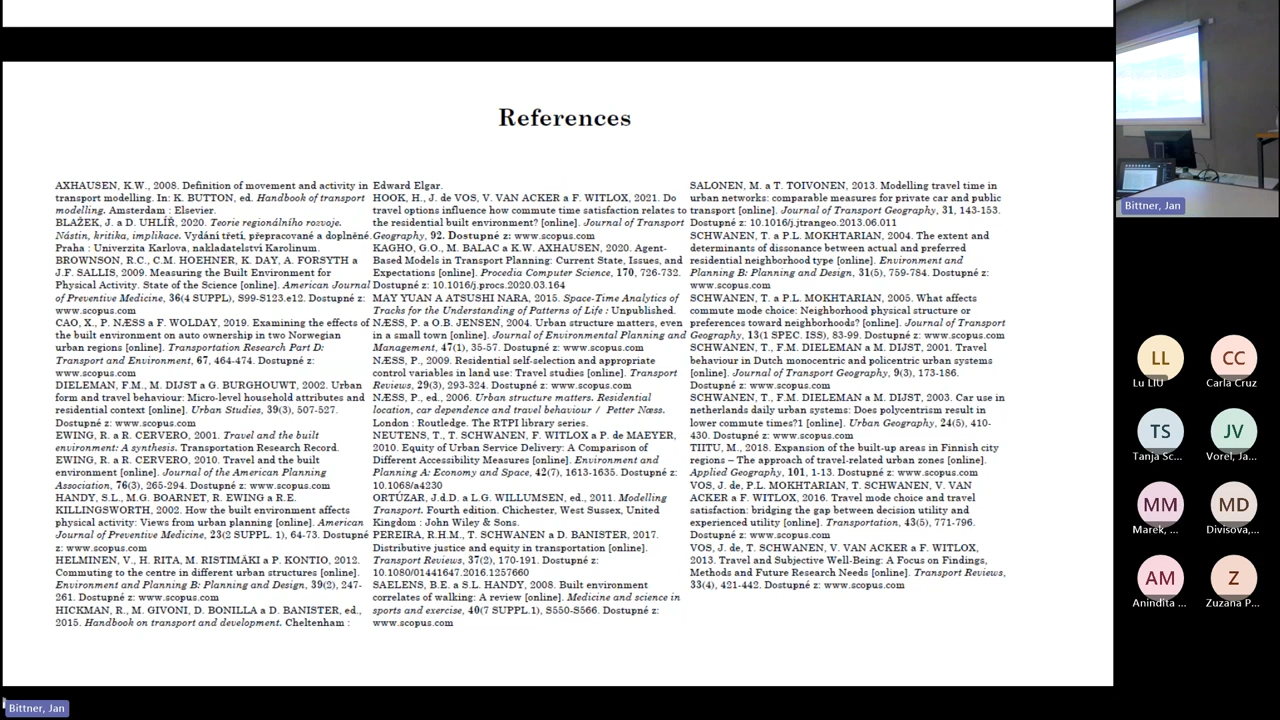 References
AXHAUSEN, K.W., 2008. Definition of movement and activity in
transport modelling. In: K. BUTTON, ed. Handbook of transport
modelling. Amsterdam : Elsevier.
BLAŽEK, J. a D. UHLÍŘ, 2020. Teorie regionálního rozvoje.
Nástin, kritika, implikace. Vydání třetí, přepracované a doplněné.
Praha : Univerzita Karlova, nakladatelství Karolinum.
BROWNSON, R.C., C.M. HOEHNER, K. DAY, A. FORSYTH a
J.F. SALLIS, 2009. Measuring the Built Environment for
Physical Activity. State of the Science [online]. American Journal
of Preventive Medicine, 36(4 SUPPL), S99-S123.e12. Dostupné z:
www.scopus.com
CAO, X., P. NÆSS a F. WOLDAY, 2019. Examining the effects of
the built environment on auto ownership in two Norwegian
urban regions [online]. Transportation Research Part D:
Transport and Environment, 67, 464-474. Dostupné z:
www.scopus.com
DIELEMAN, F.M., M. DIJST a G. BURGHOUWT, 2002. Urban
form and travel behaviour: Micro-level household attributes and
residential context [online]. Urban Studies, 39(3), 507-527.
Dostupné z: www.scopus.com
EWING, R. a R. CERVERO, 2001. Travel and the built
environment: A synthesis. Transportation Research Record.
EWING, R. a R. CERVERO, 2010. Travel and the built
environment [online]. Journal of the American Planning
Association, 76(3), 265-294. Dostupné z: www.scopus.com
HANDY, S.L., M.G. BOARNET, R. EWING a R.E.
KILLINGSWORTH, 2002. How the built environment affects
physical activity: Views from urban planning [online]. American
Journal of Preventive Medicine, 23(2 SUPPL. 1), 64-73. Dostupné
z: www.scopus.com
HELMINEN, V., H. RITA, M. RISTIMÄKI a P. KONTIO, 2012.
Commuting to the centre in different urban structures [online].
Environment and Planning B: Planning and Design, 39(2), 247-
261. Dostupné z: www.scopus.com
HICKMAN, R., M. GIVONI, D. BONILLA a D. BANISTER, ed.,
2015. Handbook on transport and development. Cheltenham :
Edward Elgar.
HOOK, H., J. de VOS, V. VAN ACKER a F. WITLOX, 2021. Do
travel options influence how commute time satisfaction relates to
the residential built environment? [online]. Journal of Transport
Geography, 92. Dostupné z: www.scopus.com
KAGHO, G.O., M. BALAC a K.W. AXHAUSEN, 2020. Agent-
Based Models in Transport Planning: Current State, Issues, and
Expectations [online]. Procedia Computer Science, 170, 726-732.
Dostupné z: 10.1016/j.procs.2020.03.164
MAY YUAN A ATSUSHI NARA, 2015. Space-Time Analytics of
Tracks for the Understanding of Patterns of Life : Unpublished.
NÆSS, P. a O.B. JENSEN, 2004. Urban structure matters, even
in a small town [online]. Journal of Environmental Planning and
Management, 47(1), 35-57. Dostupné z: www.scopus.com
NÆSS, P., 2009. Residential self-selection and appropriate
control variables in land use: Travel studies [online]. Transport
Reviews, 29(3), 293-324. Dostupné z: www.scopus.com
NÆSS, P., ed., 2006. Urban structure matters. Residential
location, car dependence and travel behaviour / Petter Næss.
London : Routledge. The RTPI library series.
NEUTENS, T., T. SCHWANEN, F. WITLOX a P. de MAEYER,
2010. Equity of Urban Service Delivery: A Comparison of
Different Accessibility Measures [online]. Environment and
Planning A: Economy and Space, 42(7), 1613-1635. Dostupné z:
10.1068/a4230
ORTÚZAR, J.d.D. a L.G. WILLUMSEN, ed., 2011. Modelling
Transport. Fourth edition. Chichester, West Sussex, United
Kingdom : John Wiley & Sons.
PEREIRA, R.H.M., T. SCHWANEN a D. BANISTER, 2017.
Distributive justice and equity in transportation [online].
Transport Reviews, 37(2), 170-191. Dostupné z:
10.1080/01441647.2016.1257660
SAELENS, B.E. a S.L. HANDY, 2008. Built environment
correlates of walking: A review [online]. Medicine and science in
sports and exercise, 40(7 SUPPL.1), S550-S566. Dostupné z:
www.scopus.com
SALONEN, M. a T. TOIVONEN, 2013. Modelling travel time in
urban networks: comparable measures for private car and public
transport [online]. Journal of Transport Geography, 31, 143-153.
Dostupné z: 10.1016/j.jtrangeo.2013.06.011
SCHWANEN, T. a P.L. MOKHTARIAN, 2004. The extent and
determinants of dissonance between actual and preferred
residential neighborhood type [online]. Environment and
Planning B: Planning and Design, 31(5), 759-784. Dostupné z:
www.scopus.com
SCHWANEN, T. a P.L. MOKHTARIAN, 2005. What affects
commute mode choice: Neighborhood physical structure or
preferences toward neighborhoods? [online]. Journal of Transport
Geography, 13(1 SPEC. ISS), 83-99. Dostupné z: www.scopus.com
SCHWANEN, T., F.M. DIELEMAN a M. DIJST, 2001. Travel
behaviour in Dutch monocentric and policentric urban systems
[online]. Journal of Transport Geography, 9(3), 173-186.
Dostupné z: www.scopus.com
SCHWANEN, T., F.M. DIELEMAN a M. DIJST, 2003. Car use in
netherlands daily urban systems: Does polycentrism result in
lower commute times?1 [online]. Urban Geography, 24(5), 410-
430. Dostupné z: www.scopus.com
TIITU, M., 2018. Expansion of the built-up areas in Finnish city
regions – The approach of travel-related urban zones [online].
Applied Geography, 101, 1-13. Dostupné z: www.scopus.com
VOS, J. de, P.L. MOKHTARIAN, T. SCHWANEN, V. VAN
ACKER a F. WITLOX, 2016. Travel mode choice and travel
satisfaction: bridging the gap between decision utility and
experienced utility [online]. Transportation, 43(5), 771-796.
Dostupné z: www.scopus.com
VOS, J. de, T. SCHWANEN, V. VAN ACKER a F. WITLOX,
2013. Travel and Subjective Well-Being: A Focus on Findings,
Methods and Future Research Needs [online]. Transport Reviews,
33(4), 421-442. Dostupné z: www.scopus.com
Bittner, Jan
Bittner, Jan
LL
CC
Lu LIU
Carla Cruz
TS
JV
Tanja Sc...
Vorel, Ja...
MM
MD
Marek, ...
Divisova,...
AM
Z
Anindita ...
Zuzana P...